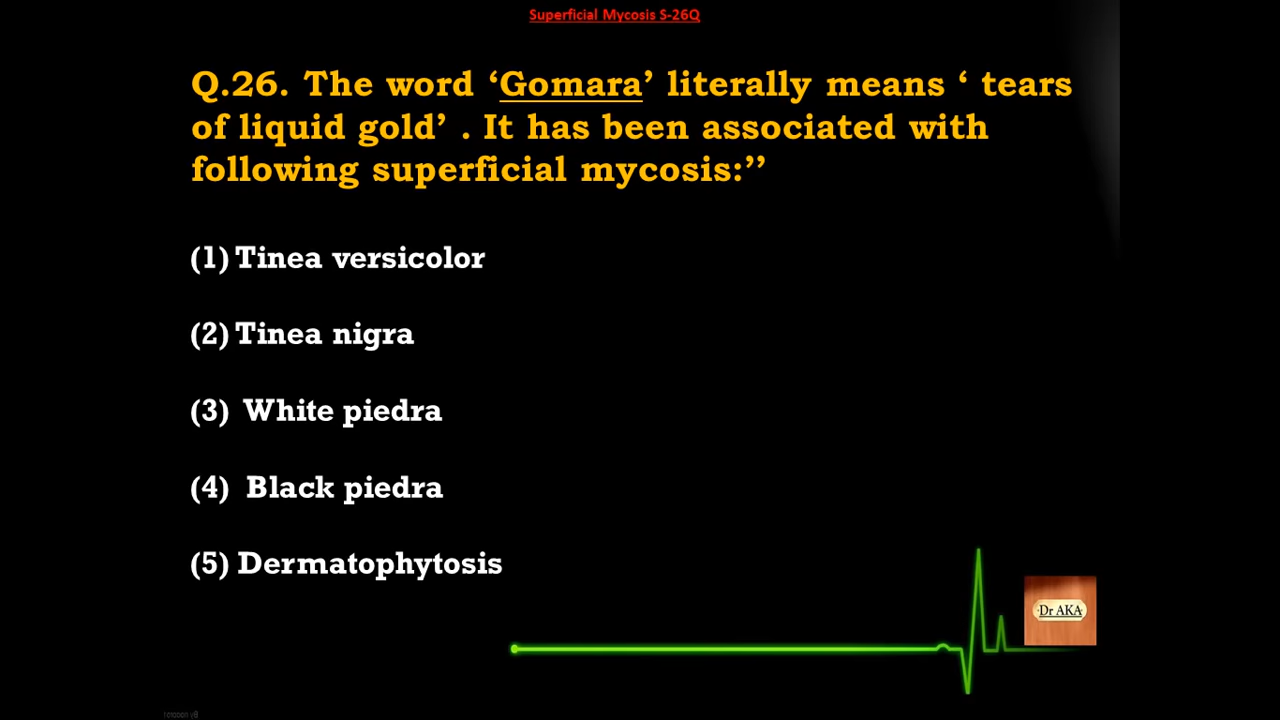 Superficial Mycosis S-26Q
Q.26. The word ‘Gomara’ literally means ‘ tears
of liquid gold’ . It has been associated with
following superficial mycosis:’’
(1) Tinea versicolor
(2) Tinea nigra
(3) White piedra
(4) Black piedra
(5) Dermatophytosis
Dr AKA